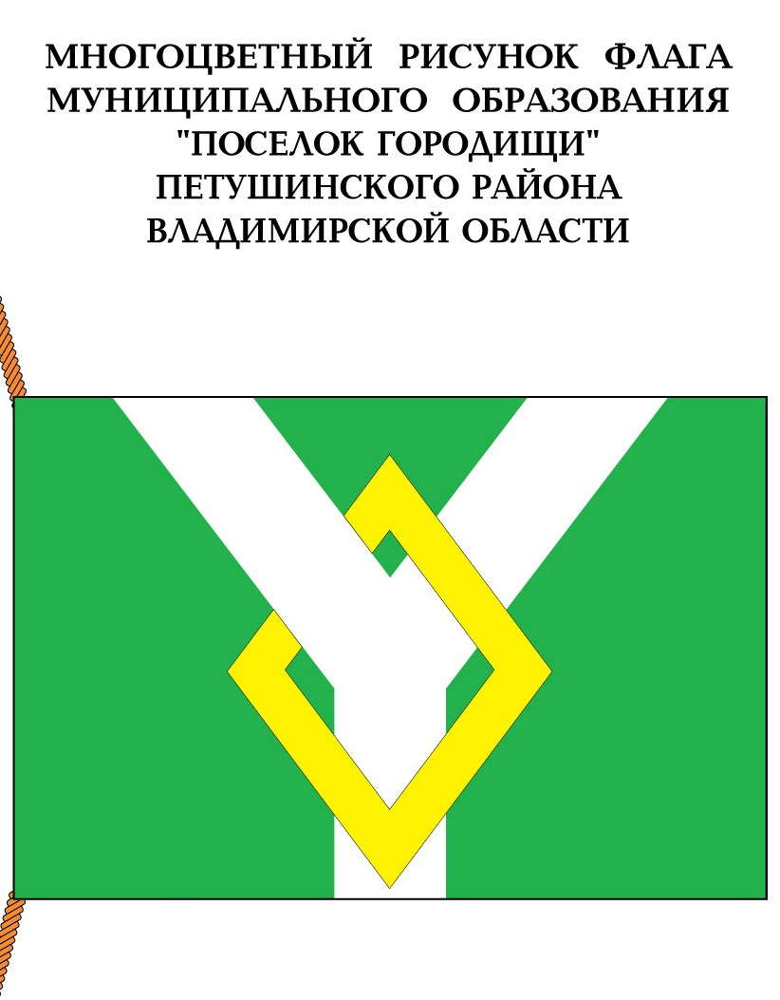 МНОГОЦВЕТНЫЙ РИСУНОК ФЛАГА
МУНИЦИПАЛЬНОГО ОБРАЗОВАНИЯ
"ПОСЕЛОК ГОРОДИЩИ"
ПЕТУШИНСКОГО РАЙОНА
ВЛАДИМИРСКОЙ ОБЛАСТИ